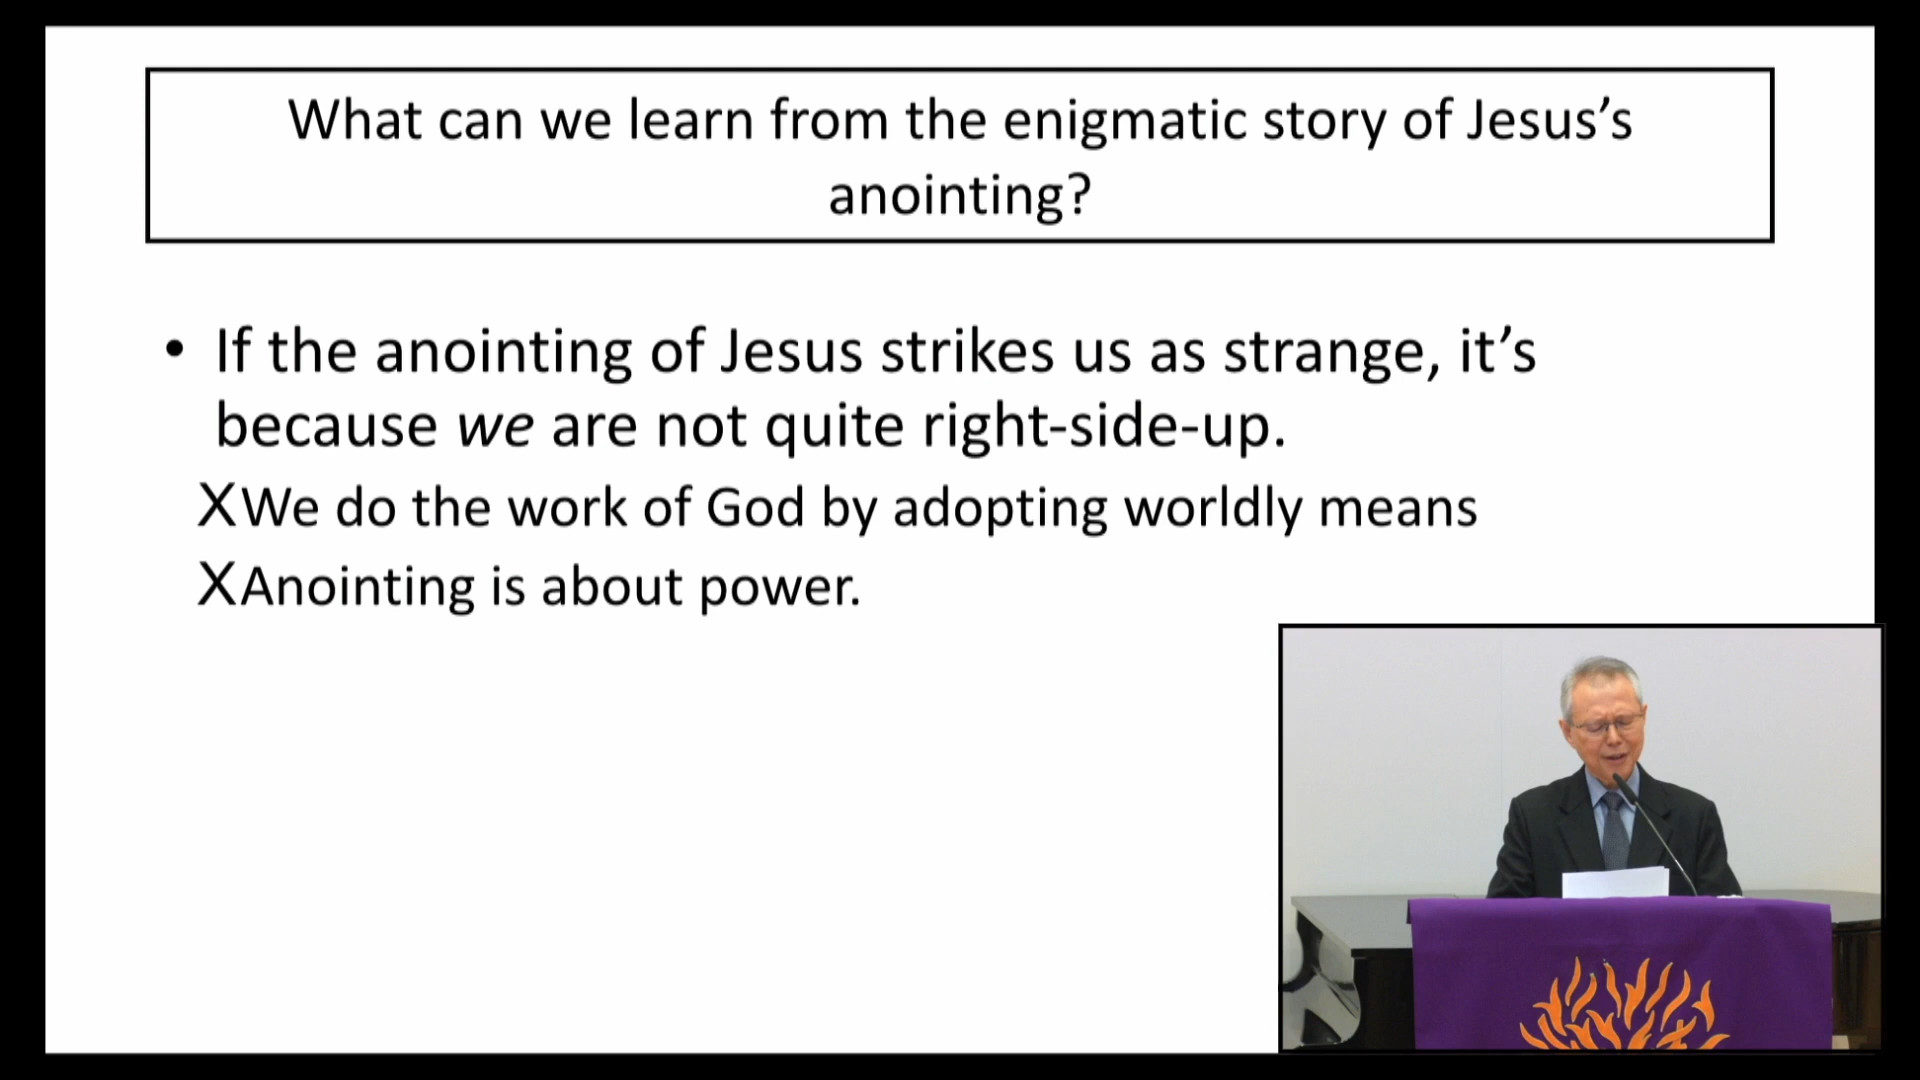 What can we learn from the enigmatic story of Jesus’s
anointing?
• If the anointing of Jesus strikes us as strange, it’s
because we are not quite right-side-up.
XWe do the work of God by adopting worldly means
XAnointing is about power.